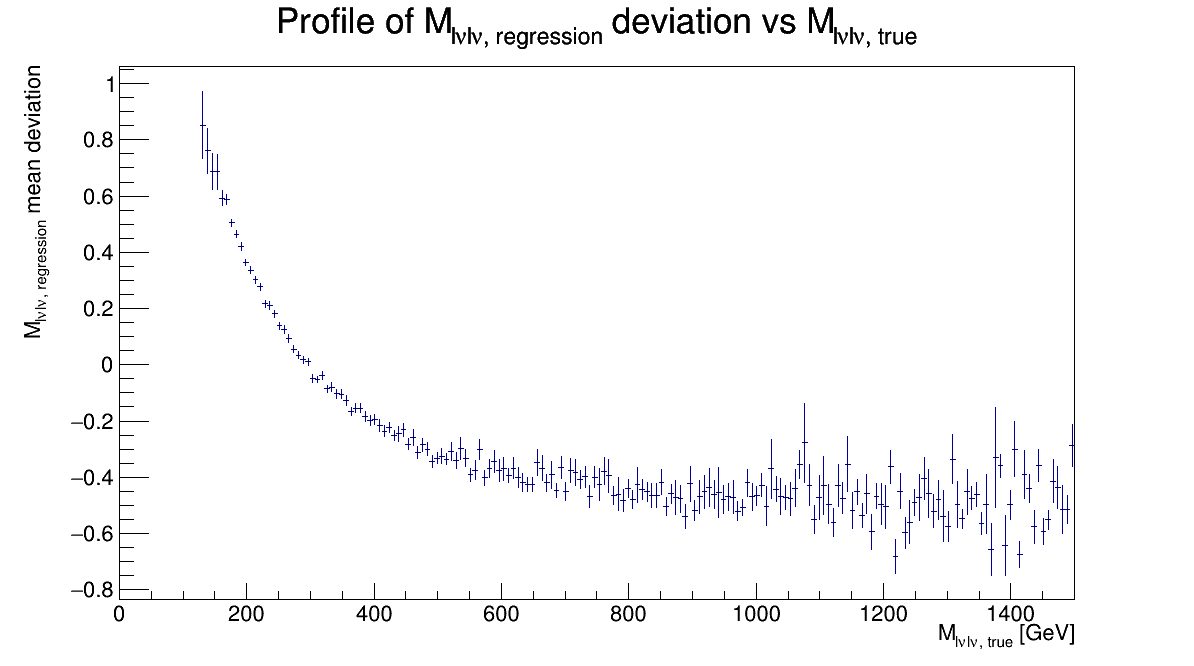 Profile of M_lνlν, regression deviation vs M_lνlν, true
M_lνlν, regression mean deviation
1
0.8
0.6
0.4
0.2
0
−0.2
−0.4
−0.6
−0.8
0 200 400 600 800 1000 1200 1400
M_lνlν, true [GeV]